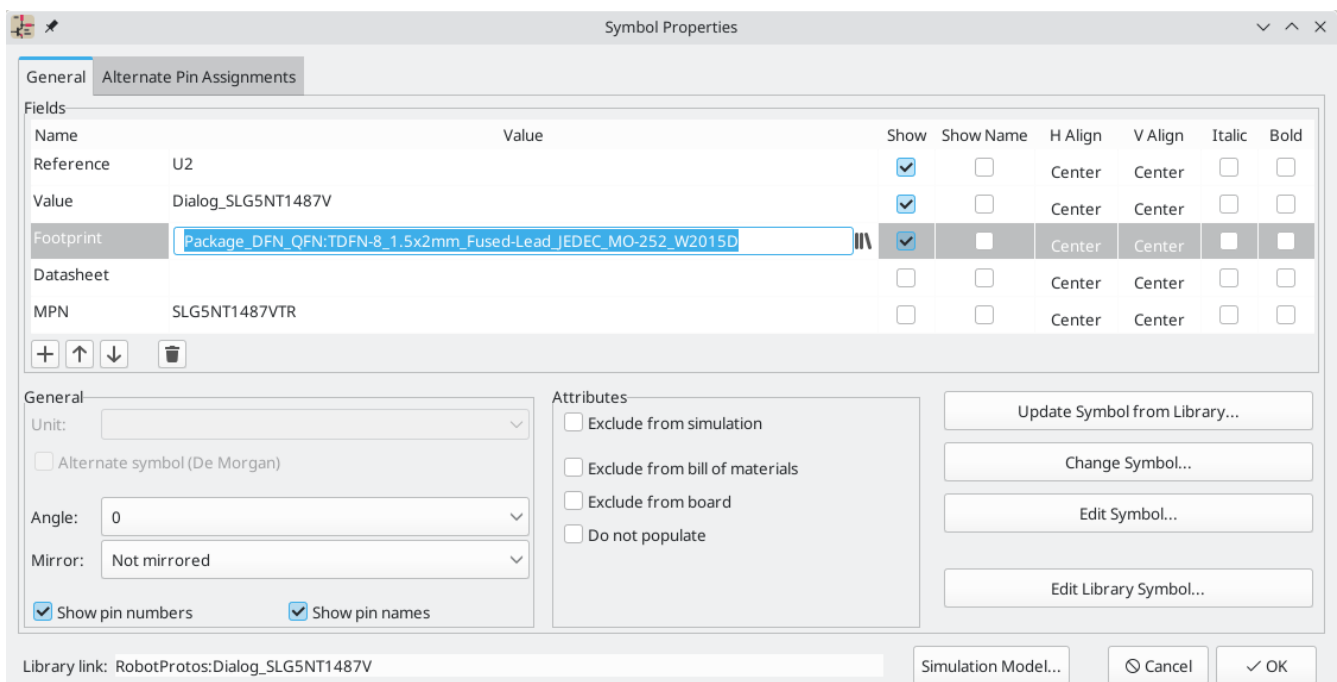 Symbol Properties
General Alternate Pin Assignments
Fields
Name Value Show Show Name H Align V Align Italic Bold
Reference U2 Center Center
Value Dialog_SLG5NT1487V Center Center
Footprint Package_DFN_QFN:TDFN-8_1.5x2mm_Fused-Lead_JEDEC_MO-252_W2015D Center Center
Datasheet Center Center
MPN SLG5NT1487VTR Center Center
General
Unit:
Alternate symbol (De Morgan)
Angle: 0
Mirror: Not mirrored
Show pin numbers Show pin names
Attributes
Exclude from simulation
Exclude from bill of materials
Exclude from board
Do not populate
Update Symbol from Library...
Change Symbol...
Edit Symbol...
Edit Library Symbol...
Library link: RobotProtos:Dialog_SLG5NT1487V Simulation Model... Cancel OK